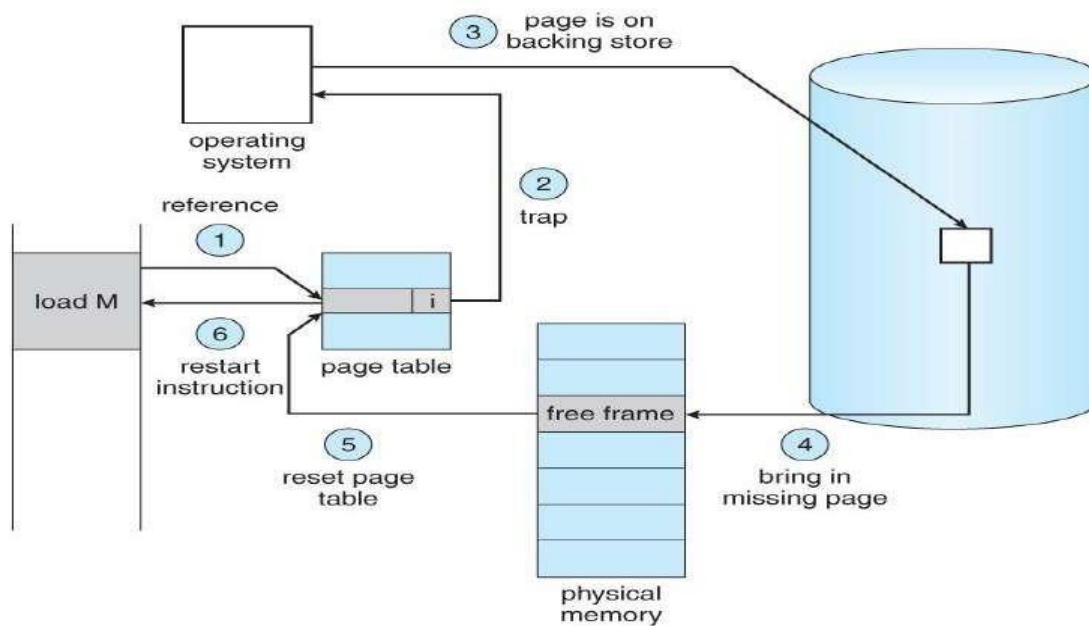 3
page is on
backing store
operating
system
2
trap
reference
1
load M
i
6
restart
instruction
page table
free frame
5
reset page
table
4
bring in
missing page
physical
memory